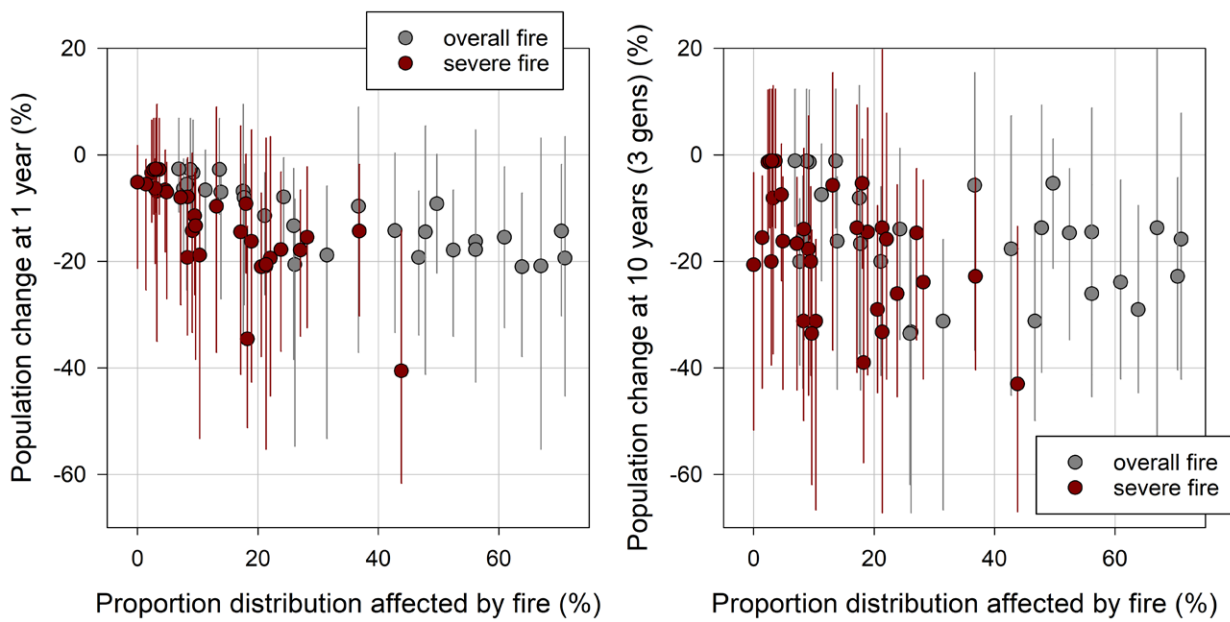 overall fire
severe fire
20
0
-20
-40
-60
Population change at 1 year (%)
0
20
40
60
Proportion distribution affected by fire (%)
20
0
-20
-40
-60
Population change at 10 years (3 gens) (%)
overall fire
severe fire
0
20
40
60
Proportion distribution affected by fire (%)